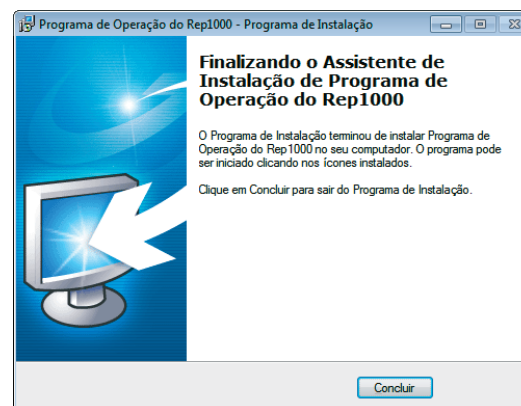 Programa de Operação do Rep1000 - Programa de Instalação
Finalizando o Assistente de
Instalação de Programa de
Operação do Rep1000
O Programa de Instalação terminou de instalar Programa de
Operação do Rep1000 no seu computador. O programa pode
ser iniciado clicando nos ícones instalados.
Clique em Concluir para sair do Programa de Instalação.
Concluir